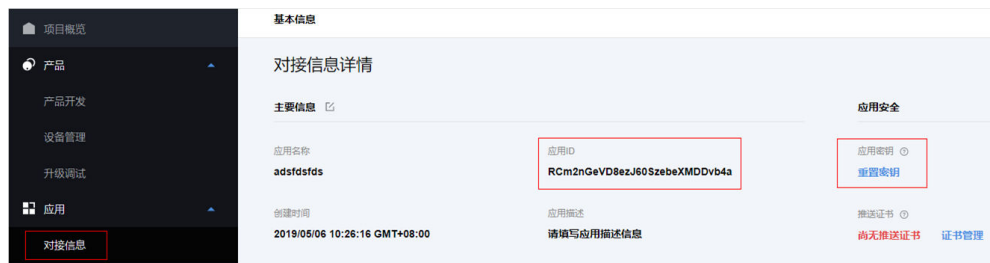 项目概览
产品
产品开发
设备管理
升级调试
应用
对接信息
基本信息
对接信息详情
主要信息
应用安全
应用名称
应用ID
应用密钥
adsfdsfds
RCm2nGeVD8ezJ60SzebeXMDDvb4a
重置密钥
创建时间
应用描述
推送证书
2019/05/06 10:26:16 GMT+08:00
请填写应用描述信息
尚无推送证书 证书管理